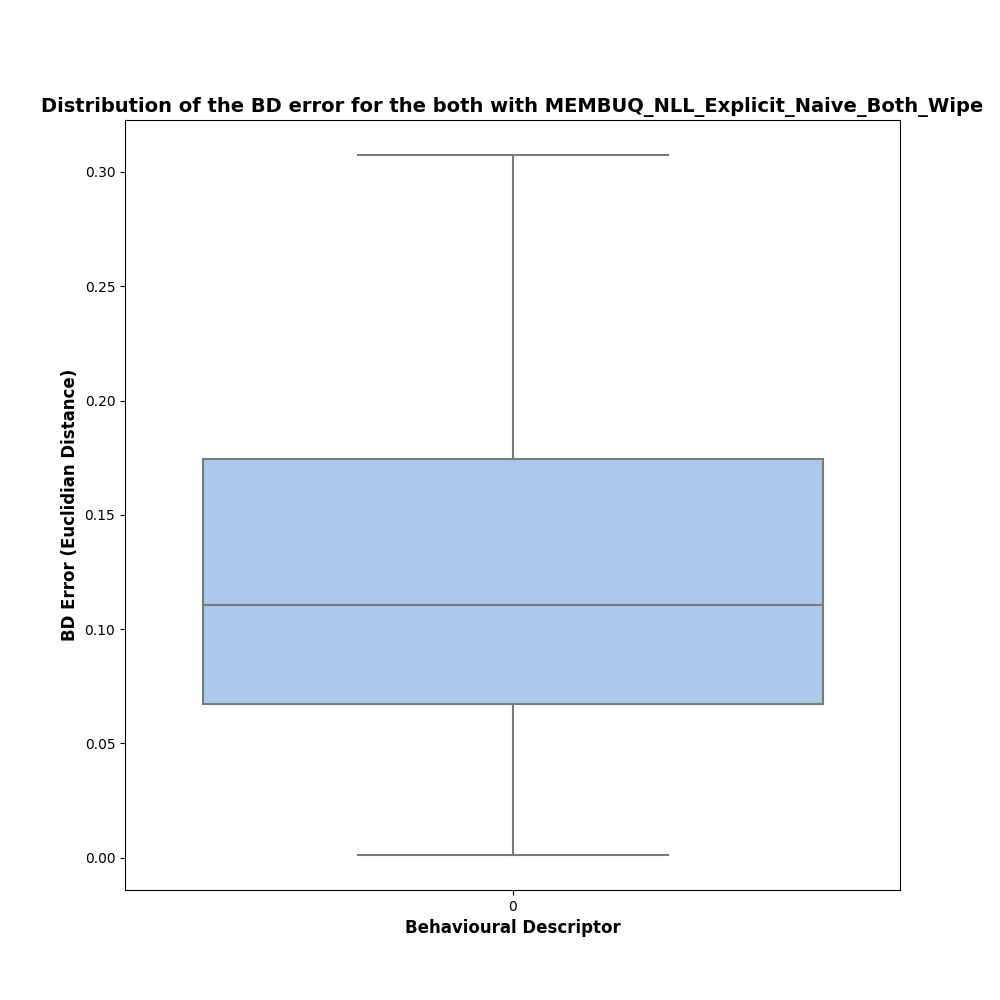 Distribution of the BD error for the both with MEMBUQ_NLL_Explicit_Naive_Both_Wipe
0.30
0.25
0.20
0.15
0.10
0.05
0.00
BD Error (Euclidian Distance)
0
Behavioural Descriptor